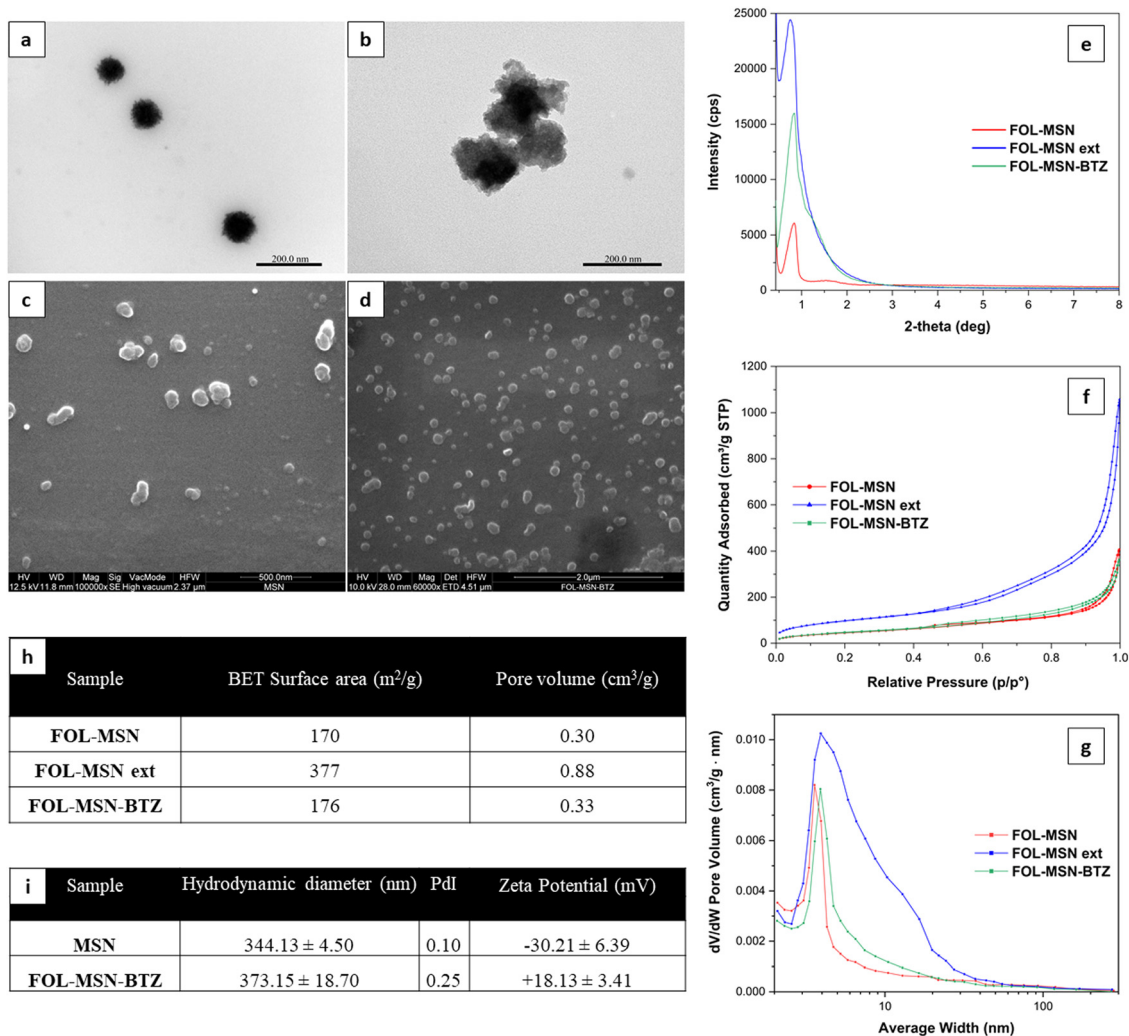 a
200.0 nm
b
200.0 nm
c
HV WD Mag Sig VacMode HFW 500.0nm
12.5 kV 11.8 mm 100000x SE High vacuum 2.37 µm MSN
d
HV WD Mag Det HFW 2.0µm
10.0 kV 28.0 mm 60000x ETD 4.51 µm FOL-MSN-BTZ
e
25000
20000
15000
10000
5000
0
Intensity (cps)
FOL-MSN
FOL-MSN ext
FOL-MSN-BTZ
1 2 3 4 5 6 7 8
2-theta (deg)
f
1200
1000
800
600
400
200
0
Quantity Adsorbed (cm³/g STP)
FOL-MSN
FOL-MSN ext
FOL-MSN-BTZ
0.0 0.2 0.4 0.6 0.8 1.0
Relative Pressure (p/p°)
g
0.010
0.008
0.006
0.004
0.002
0.000
dV/dW Pore Volume (cm³/g · nm)
FOL-MSN
FOL-MSN ext
FOL-MSN-BTZ
10 100
Average Width (nm)
h
Sample BET Surface area (m²/g) Pore volume (cm³/g)
FOL-MSN 170 0.30
FOL-MSN ext 377 0.88
FOL-MSN-BTZ 176 0.33
i
Sample Hydrodynamic diameter (nm) PdI Zeta Potential (mV)
MSN 344.13 ± 4.50 0.10 -30.21 ± 6.39
FOL-MSN-BTZ 373.15 ± 18.70 0.25 +18.13 ± 3.41